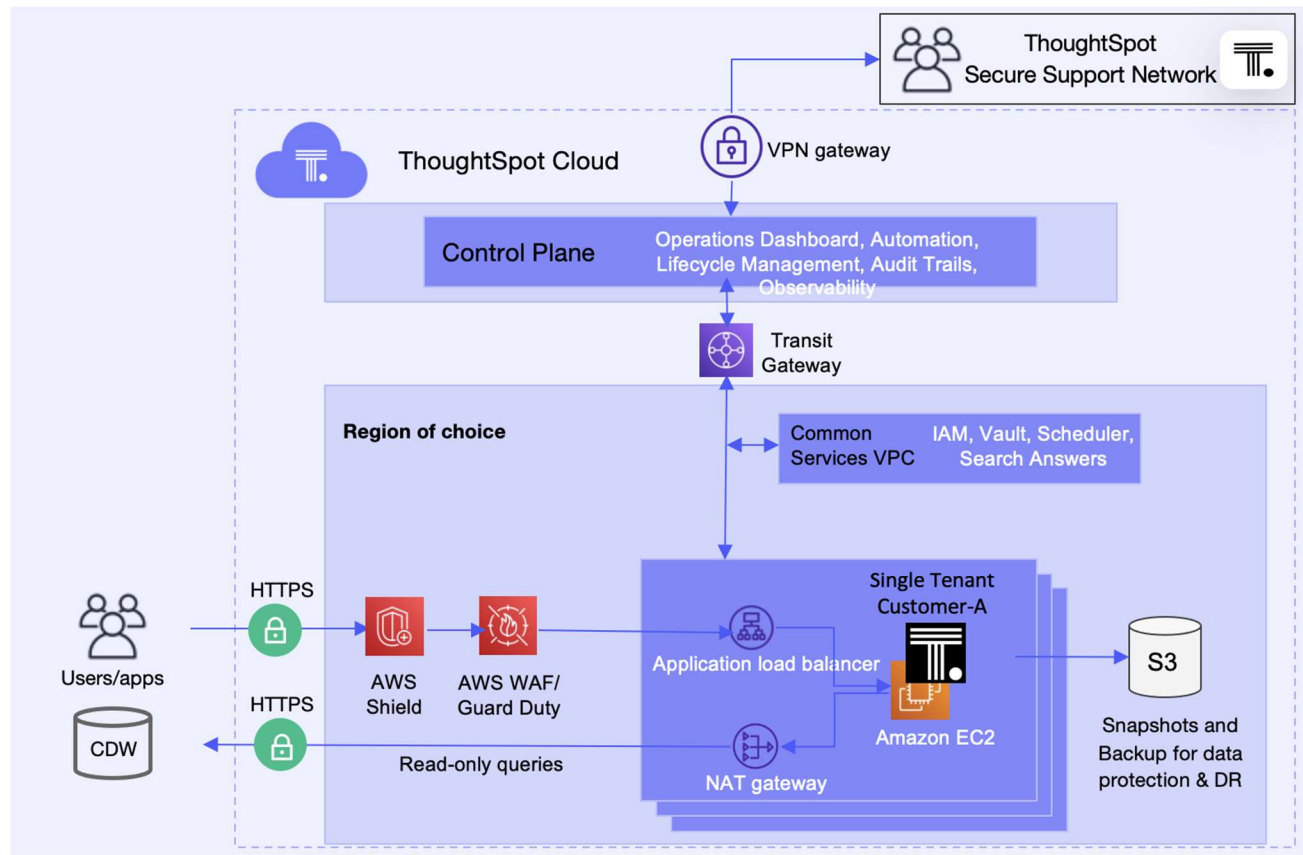 ThoughtSpot
Secure Support Network
VPN gateway
ThoughtSpot Cloud
Control Plane
Operations Dashboard, Automation,
Lifecycle Management, Audit Trails,
Observability
Transit
Gateway
Region of choice
Common
Services VPC
IAM, Vault, Scheduler,
Search Answers
Single Tenant
Customer-A
HTTPS
Users/apps
AWS
Shield
AWS WAF/
Guard Duty
Application load balancer
Amazon EC2
S3
Snapshots and
Backup for data
protection & DR
HTTPS
CDW
Read-only queries
NAT gateway